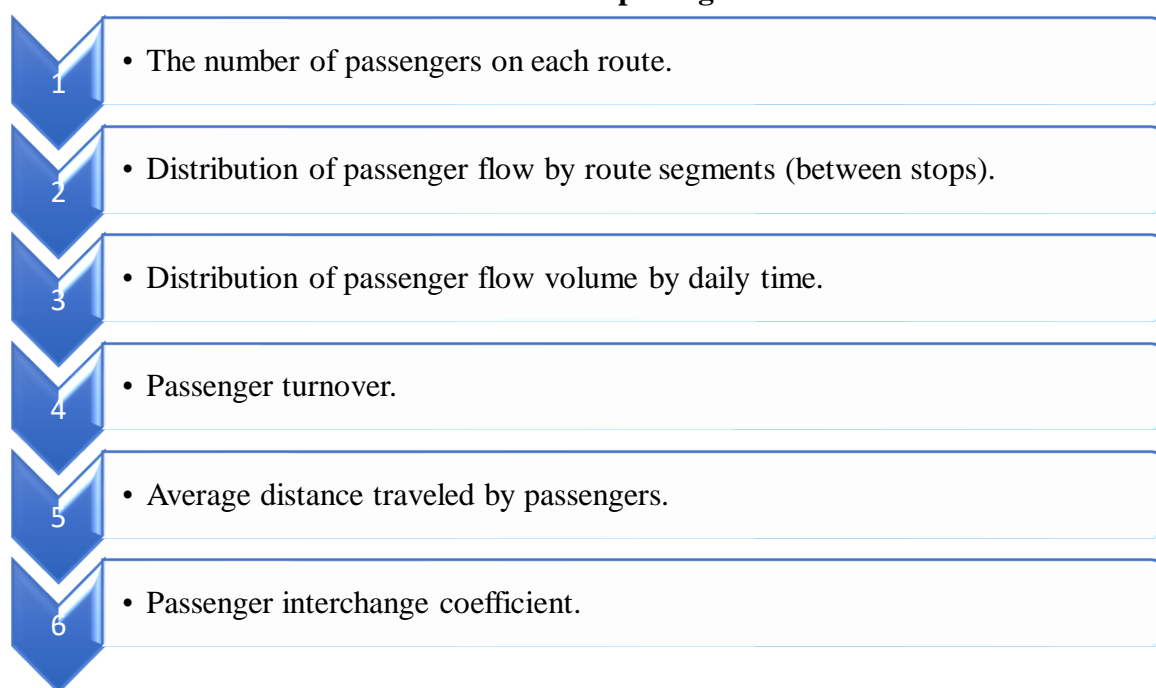 1
• The number of passengers on each route.
2
• Distribution of passenger flow by route segments (between stops).
3
• Distribution of passenger flow volume by daily time.
4
• Passenger turnover.
5
• Average distance traveled by passengers.
6
• Passenger interchange coefficient.